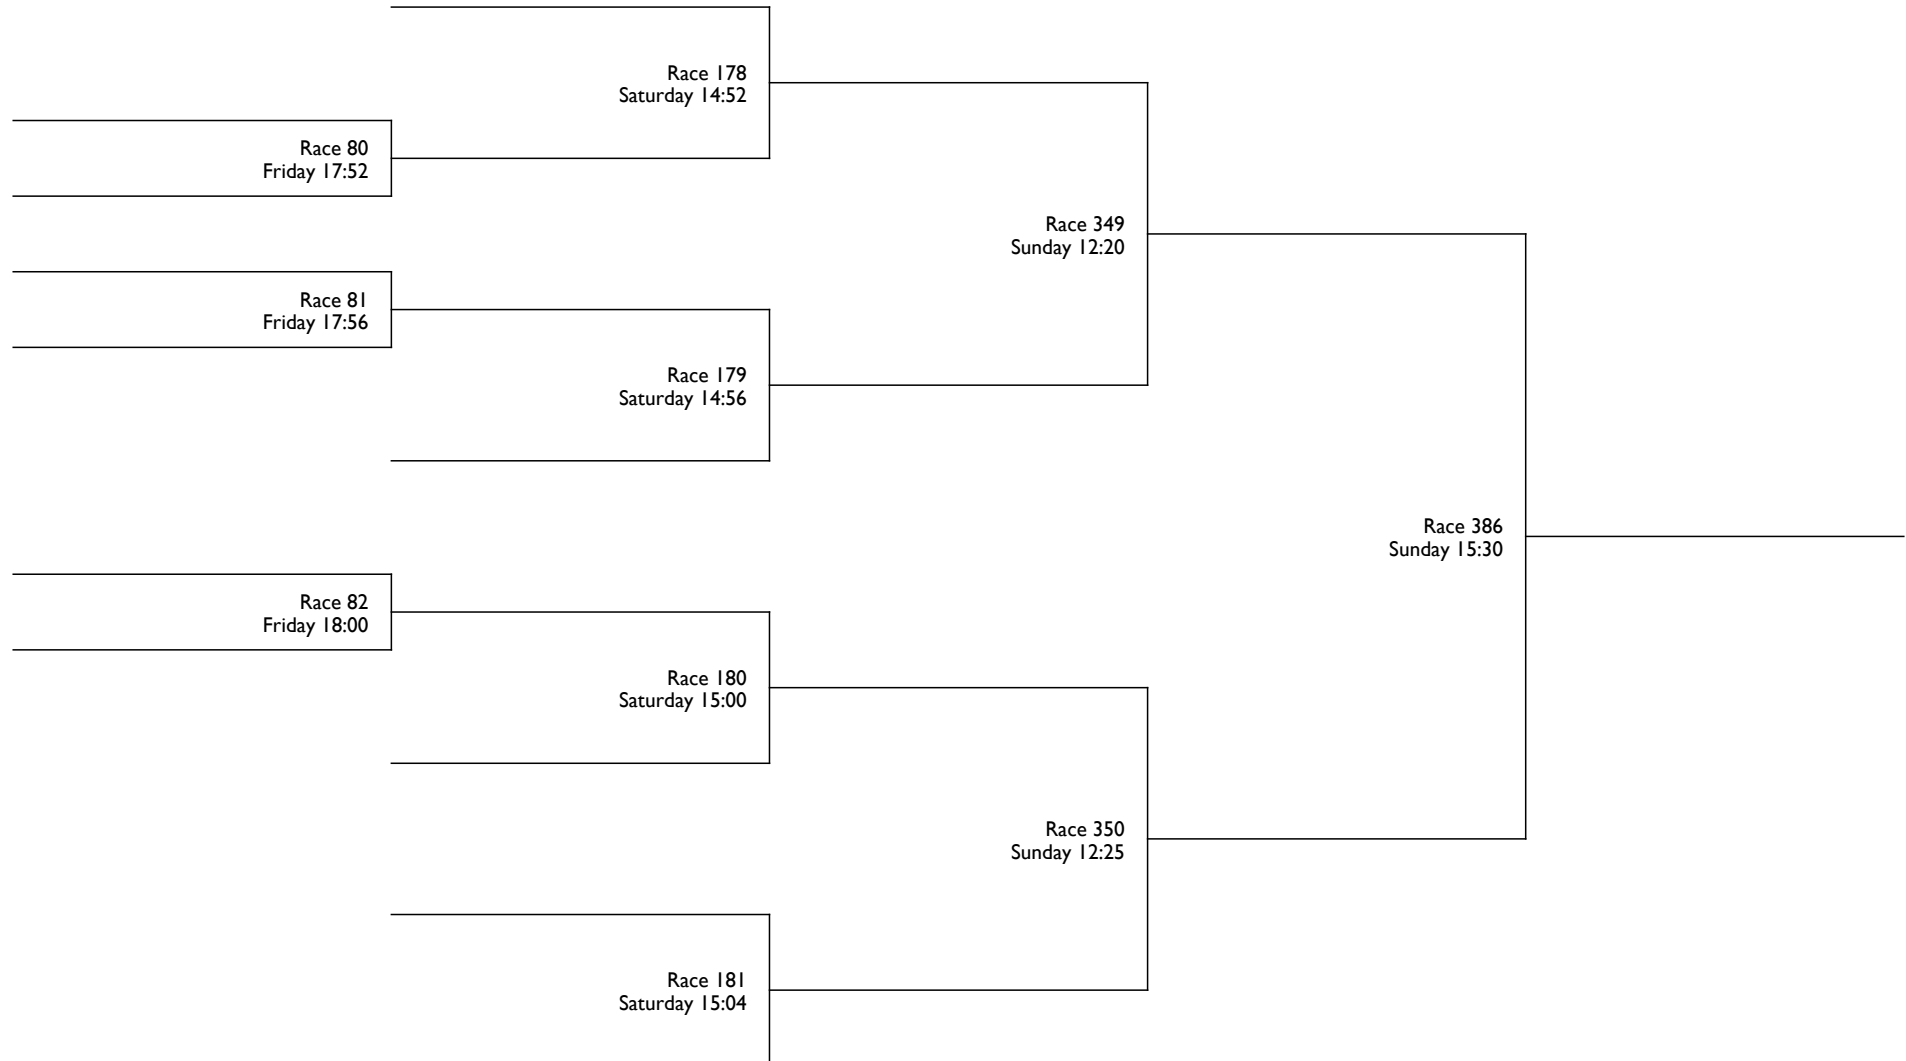 Race 178
Saturday 14:52
Race 80
Friday 17:52
Race 349
Sunday 12:20
Race 81
Friday 17:56
Race 179
Saturday 14:56
Race 386
Sunday 15:30
Race 82
Friday 18:00
Race 180
Saturday 15:00
Race 350
Sunday 12:25
Race 181
Saturday 15:04